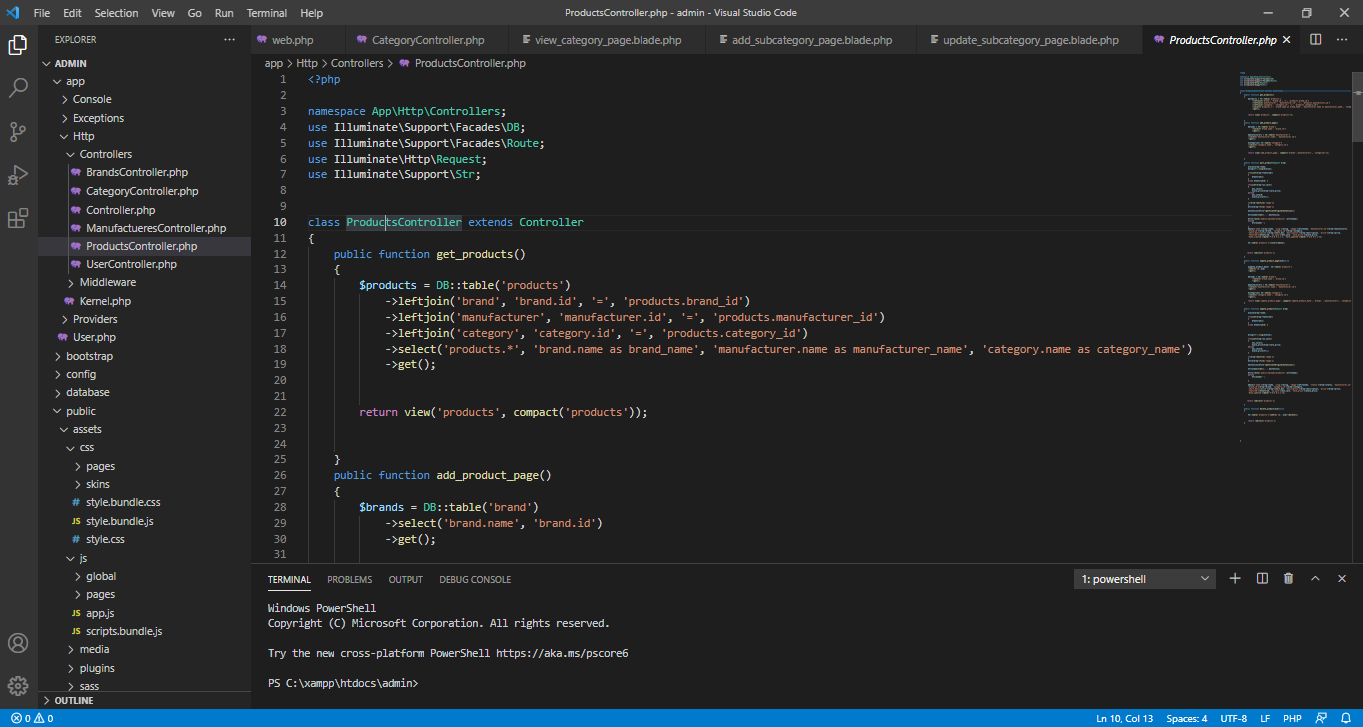 File Edit Selection View Go Run Terminal Help ProductsController.php - admin - Visual Studio Code
EXPLORER
web.php CategoryController.php view_category_page.blade.php add_subcategory_page.blade.php update_subcategory_page.blade.php ProductsController.php
ADMIN
app
Console
Exceptions
Http
Controllers
BrandsController.php
CategoryController.php
Controller.php
ManufactueresController.php
ProductsController.php
UserController.php
Middleware
Kernel.php
Providers
User.php
bootstrap
config
database
public
assets
css
pages
skins
style.bundle.css
style.bundle.js
style.css
js
global
pages
app.js
scripts.bundle.js
media
plugins
sass
OUTLINE
app > Http > Controllers > ProductsController.php
1 <?php
2
3 namespace App\Http\Controllers;
4 use Illuminate\Support\Facades\DB;
5 use Illuminate\Support\Facades\Route;
6 use Illuminate\Http\Request;
7 use Illuminate\Support\Str;
8
9
10 class ProductsController extends Controller
11 {
12 public function get_products()
13 {
14 $products = DB::table('products')
15 ->leftjoin('brand', 'brand.id', '=', 'products.brand_id')
16 ->leftjoin('manufacturer', 'manufacturer.id', '=', 'products.manufacturer_id')
17 ->leftjoin('category', 'category.id', '=', 'products.category_id')
18 ->select('products.*', 'brand.name as brand_name', 'manufacturer.name as manufacturer_name', 'category.name as category_name')
19 ->get();
20
21
22 return view('products', compact('products'));
23
24
25 }
26 public function add_product_page()
27 {
28 $brands = DB::table('brand')
29 ->select('brand.name', 'brand.id')
30 ->get();
31
TERMINAL PROBLEMS OUTPUT DEBUG CONSOLE 1: powershell
Windows PowerShell
Copyright (C) Microsoft Corporation. All rights reserved.
Try the new cross-platform PowerShell https://aka.ms/pscore6
PS C:\xampp\htdocs\admin>
0 0 Ln 10, Col 13 Spaces: 4 UTF-8 LF PHP